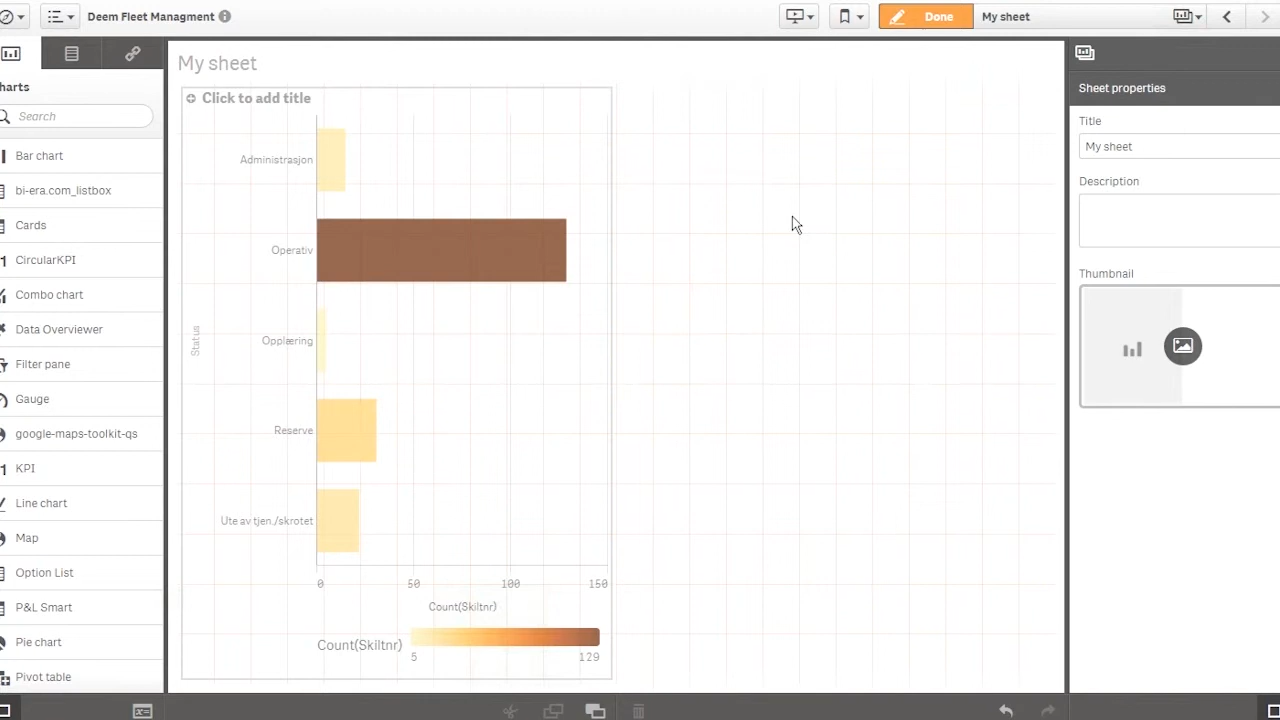 Deem Fleet Managment
Done
My sheet
harts
Search
Bar chart
bi-era.com_listbox
Cards
CircularKPI
Combo chart
Data Overviewer
Filter pane
Gauge
google-maps-toolkit-qs
KPI
Line chart
Map
Option List
P&L Smart
Pie chart
Pivot table
My sheet
Click to add title
Status
Administrasjon
Operativ
Opplæring
Reserve
Ute av tjen./skrotet
0 50 100 150
Count(Skiltnr)
Count(Skiltnr)
5 129
Sheet properties
Title
My sheet
Description
Thumbnail